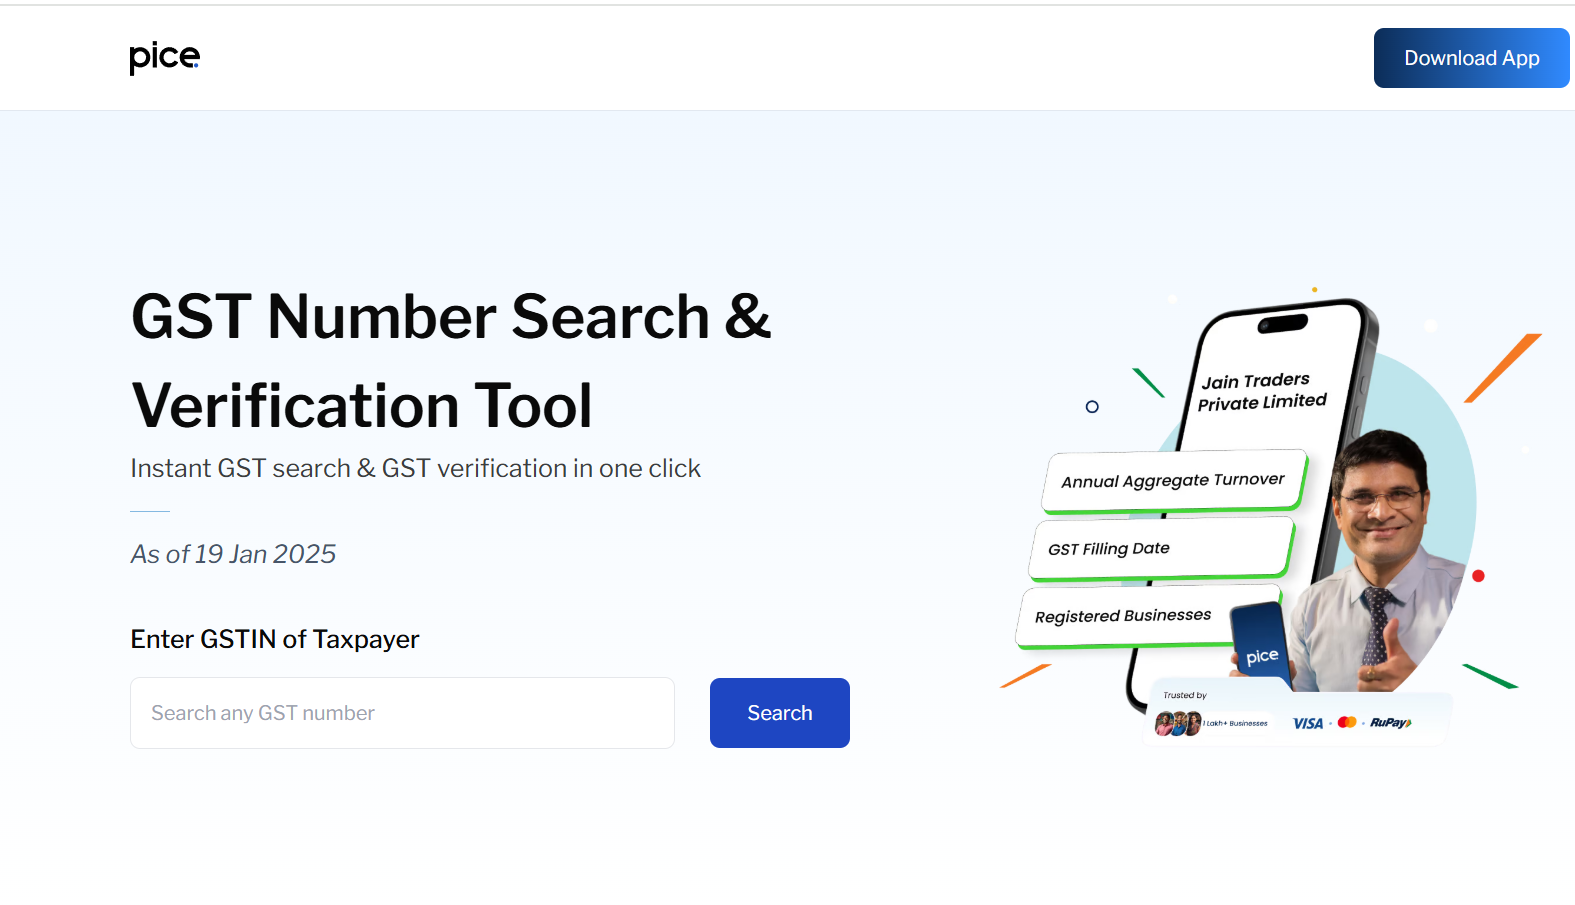 pice
Download App
GST Number Search &
Verification Tool
Instant GST search & GST verification in one click
As of 19 Jan 2025
Enter GSTIN of Taxpayer
Search any GST number
Search
Jain Traders
Private Limited
Annual Aggregate Turnover
GST Filling Date
Registered Businesses
pice
Trusted by
1 Lakh+ Businesses
VISA
RuPay